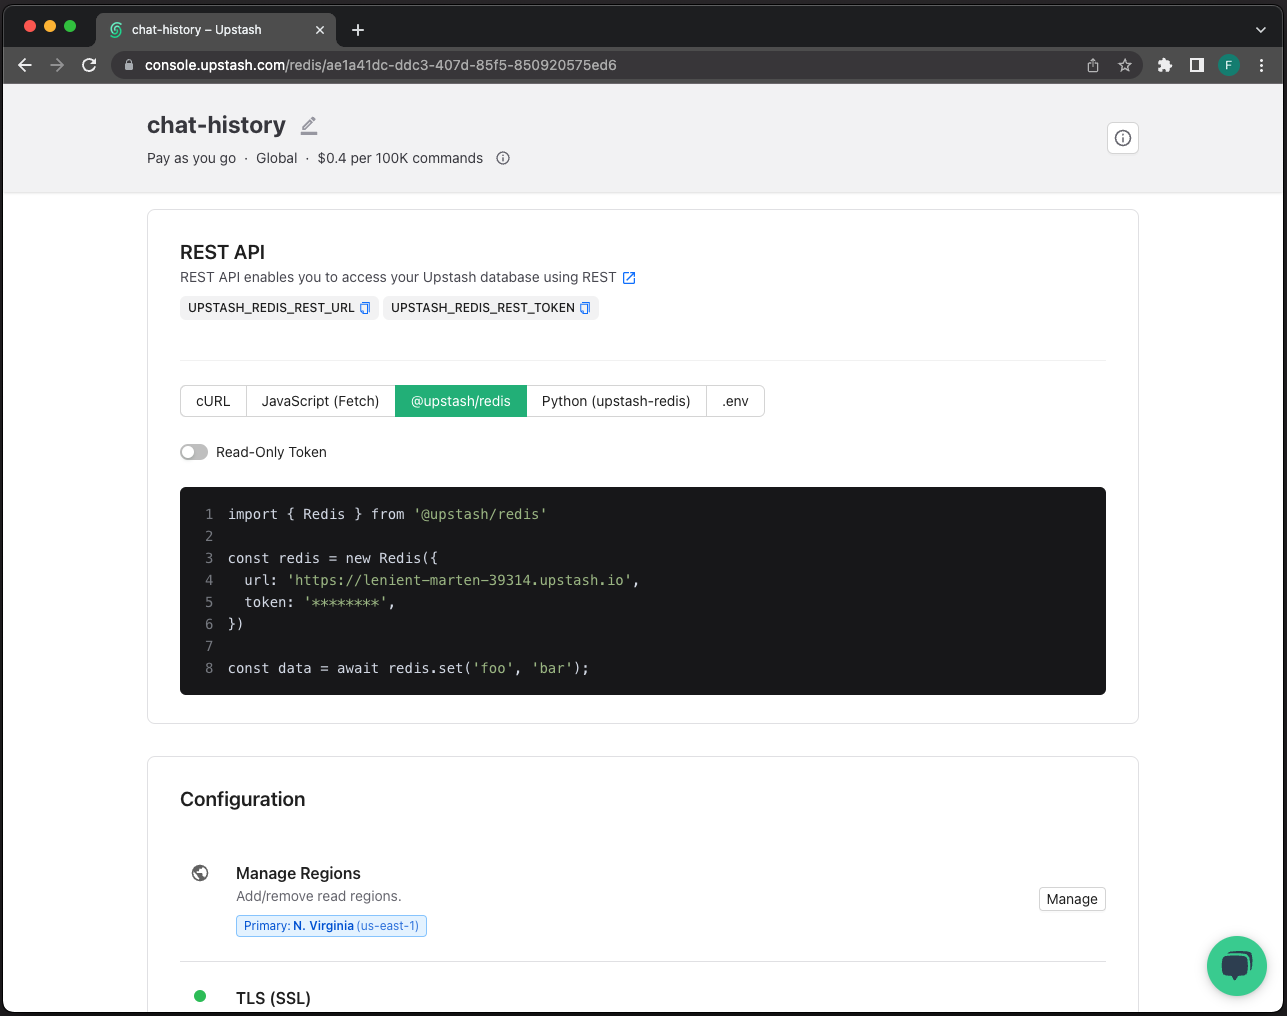 chat-history – Upstash
console.upstash.com/redis/ae1a41dc-ddc3-407d-85f5-850920575ed6
F
chat-history
Pay as you go · Global · $0.4 per 100K commands
REST API
REST API enables you to access your Upstash database using REST
UPSTASH_REDIS_REST_URL UPSTASH_REDIS_REST_TOKEN
cURL JavaScript (Fetch) @upstash/redis Python (upstash-redis) .env
Read-Only Token
1 import { Redis } from '@upstash/redis'
2
3 const redis = new Redis({
4 url: 'https://lenient-marten-39314.upstash.io',
5 token: '********',
6 })
7
8 const data = await redis.set('foo', 'bar');
Configuration
Manage Regions
Add/remove read regions.
Manage
Primary: N. Virginia (us-east-1)
TLS (SSL)